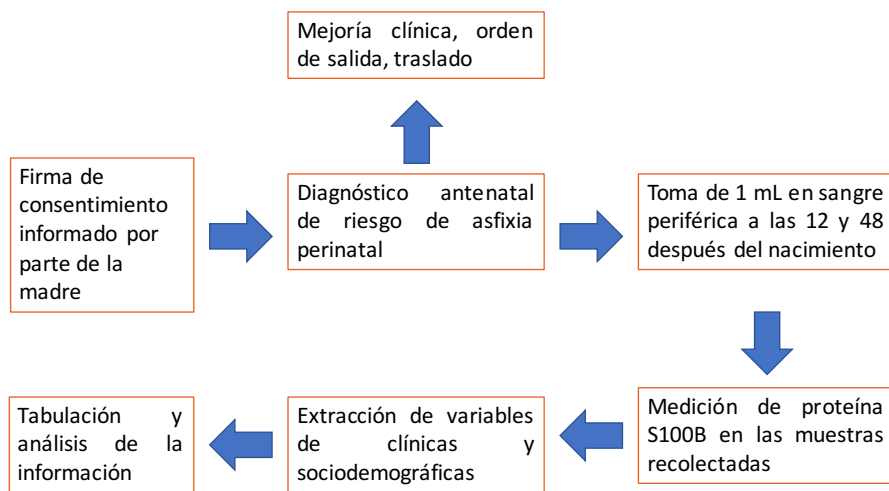 Mejoría clínica, orden
de salida, traslado
Firma de
consentimiento
informado por
parte de la
madre
Diagnóstico antenatal
de riesgo de asfixia
perinatal
Toma de 1 mL en sangre
periférica a las 12 y 48
después del nacimiento
Medición de proteína
S100B en las muestras
recolectadas
Extracción de variables
de clínicas y
sociodemográficas
Tabulación y
análisis de la
información